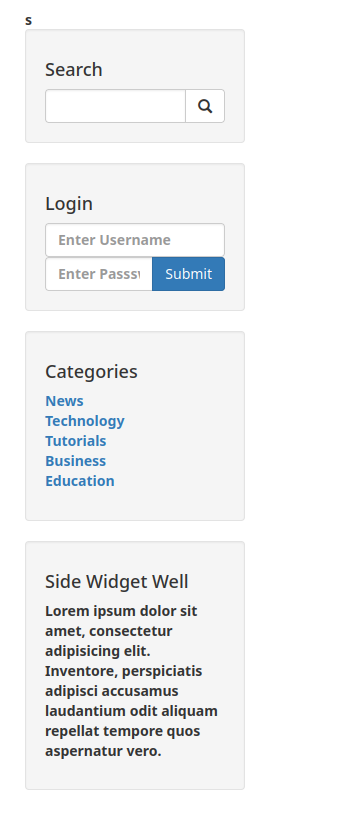 s
Search
Login
Enter Username
Enter Passs
Submit
Categories
News
Technology
Tutorials
Business
Education
Side Widget Well
Lorem ipsum dolor sit
amet, consectetur
adipisicing elit.
Inventore, perspiciatis
adipisci accusamus
laudantium odit aliquam
repellat tempore quos
aspernatur vero.